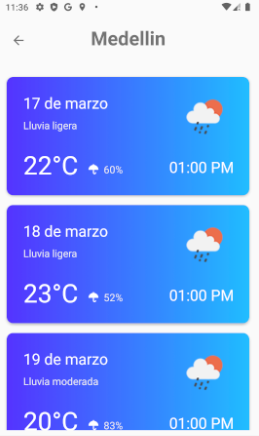 11:36
Medellin
17 de marzo
Lluvia ligera
22°C 60% 01:00 PM
18 de marzo
Lluvia ligera
23°C 52% 01:00 PM
19 de marzo
Lluvia moderada
20°C 83% 01:00 PM